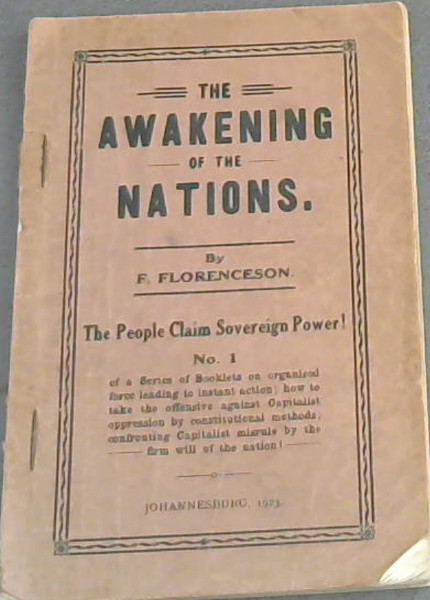 THE
AWAKENING
OF THE
NATIONS.
By
F. FLORENCESON.
The People Claim Sovereign Power!
No. 1
of a Series of Booklets on organised
force leading to instant action; how to
take the offensive against Capitalist
oppression by constitutional methods;
confronting Capitalist misrule by the
firm will of the nation!
JOHANNESBURG, 1923.